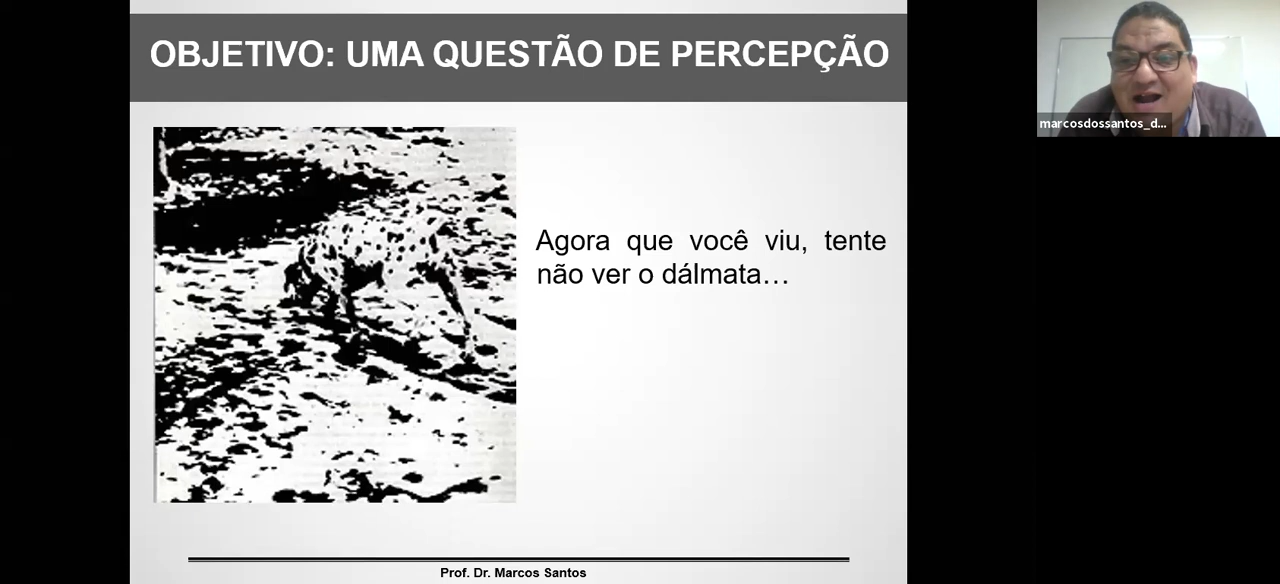 OBJETIVO: UMA QUESTÃO DE PERCEPÇÃO
marcosdossantos_d...
Agora que você viu, tente
não ver o dálmata…
Prof. Dr. Marcos Santos